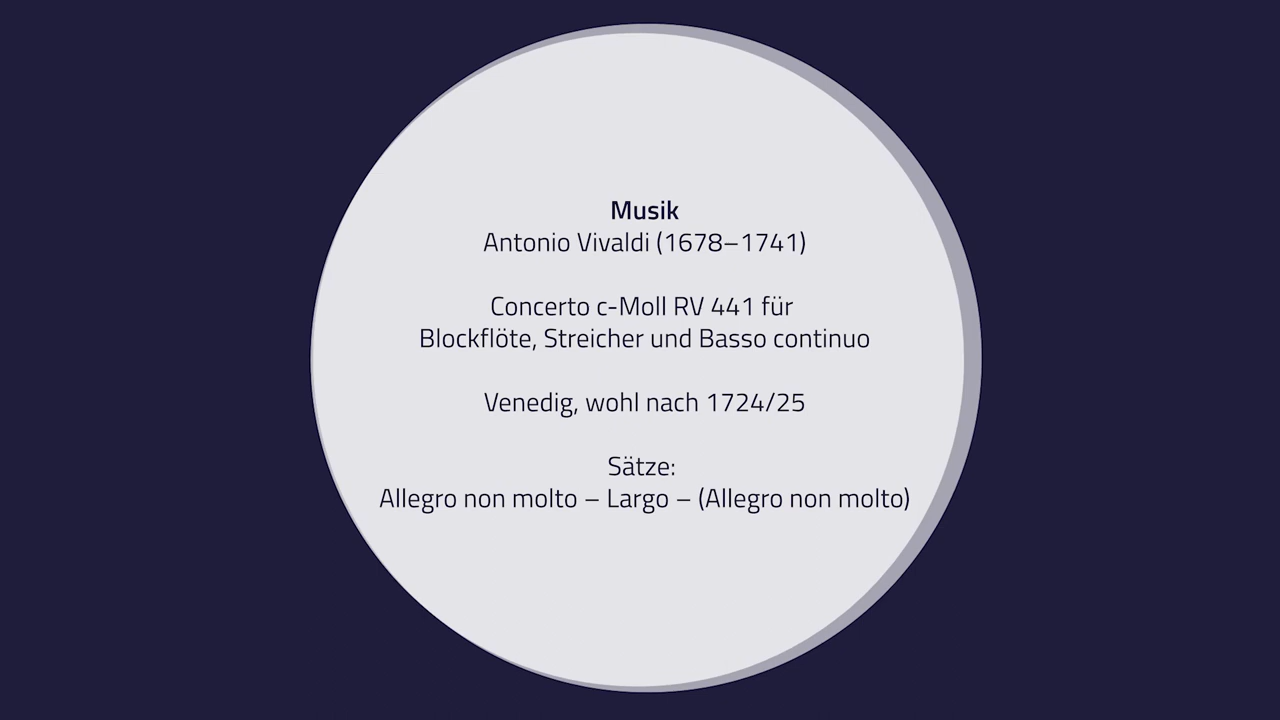 Musik
Antonio Vivaldi (1678–1741)
Concerto c-Moll RV 441 für
Blockflöte, Streicher und Basso continuo
Venedig, wohl nach 1724/25
Sätze:
Allegro non molto – Largo – (Allegro non molto)